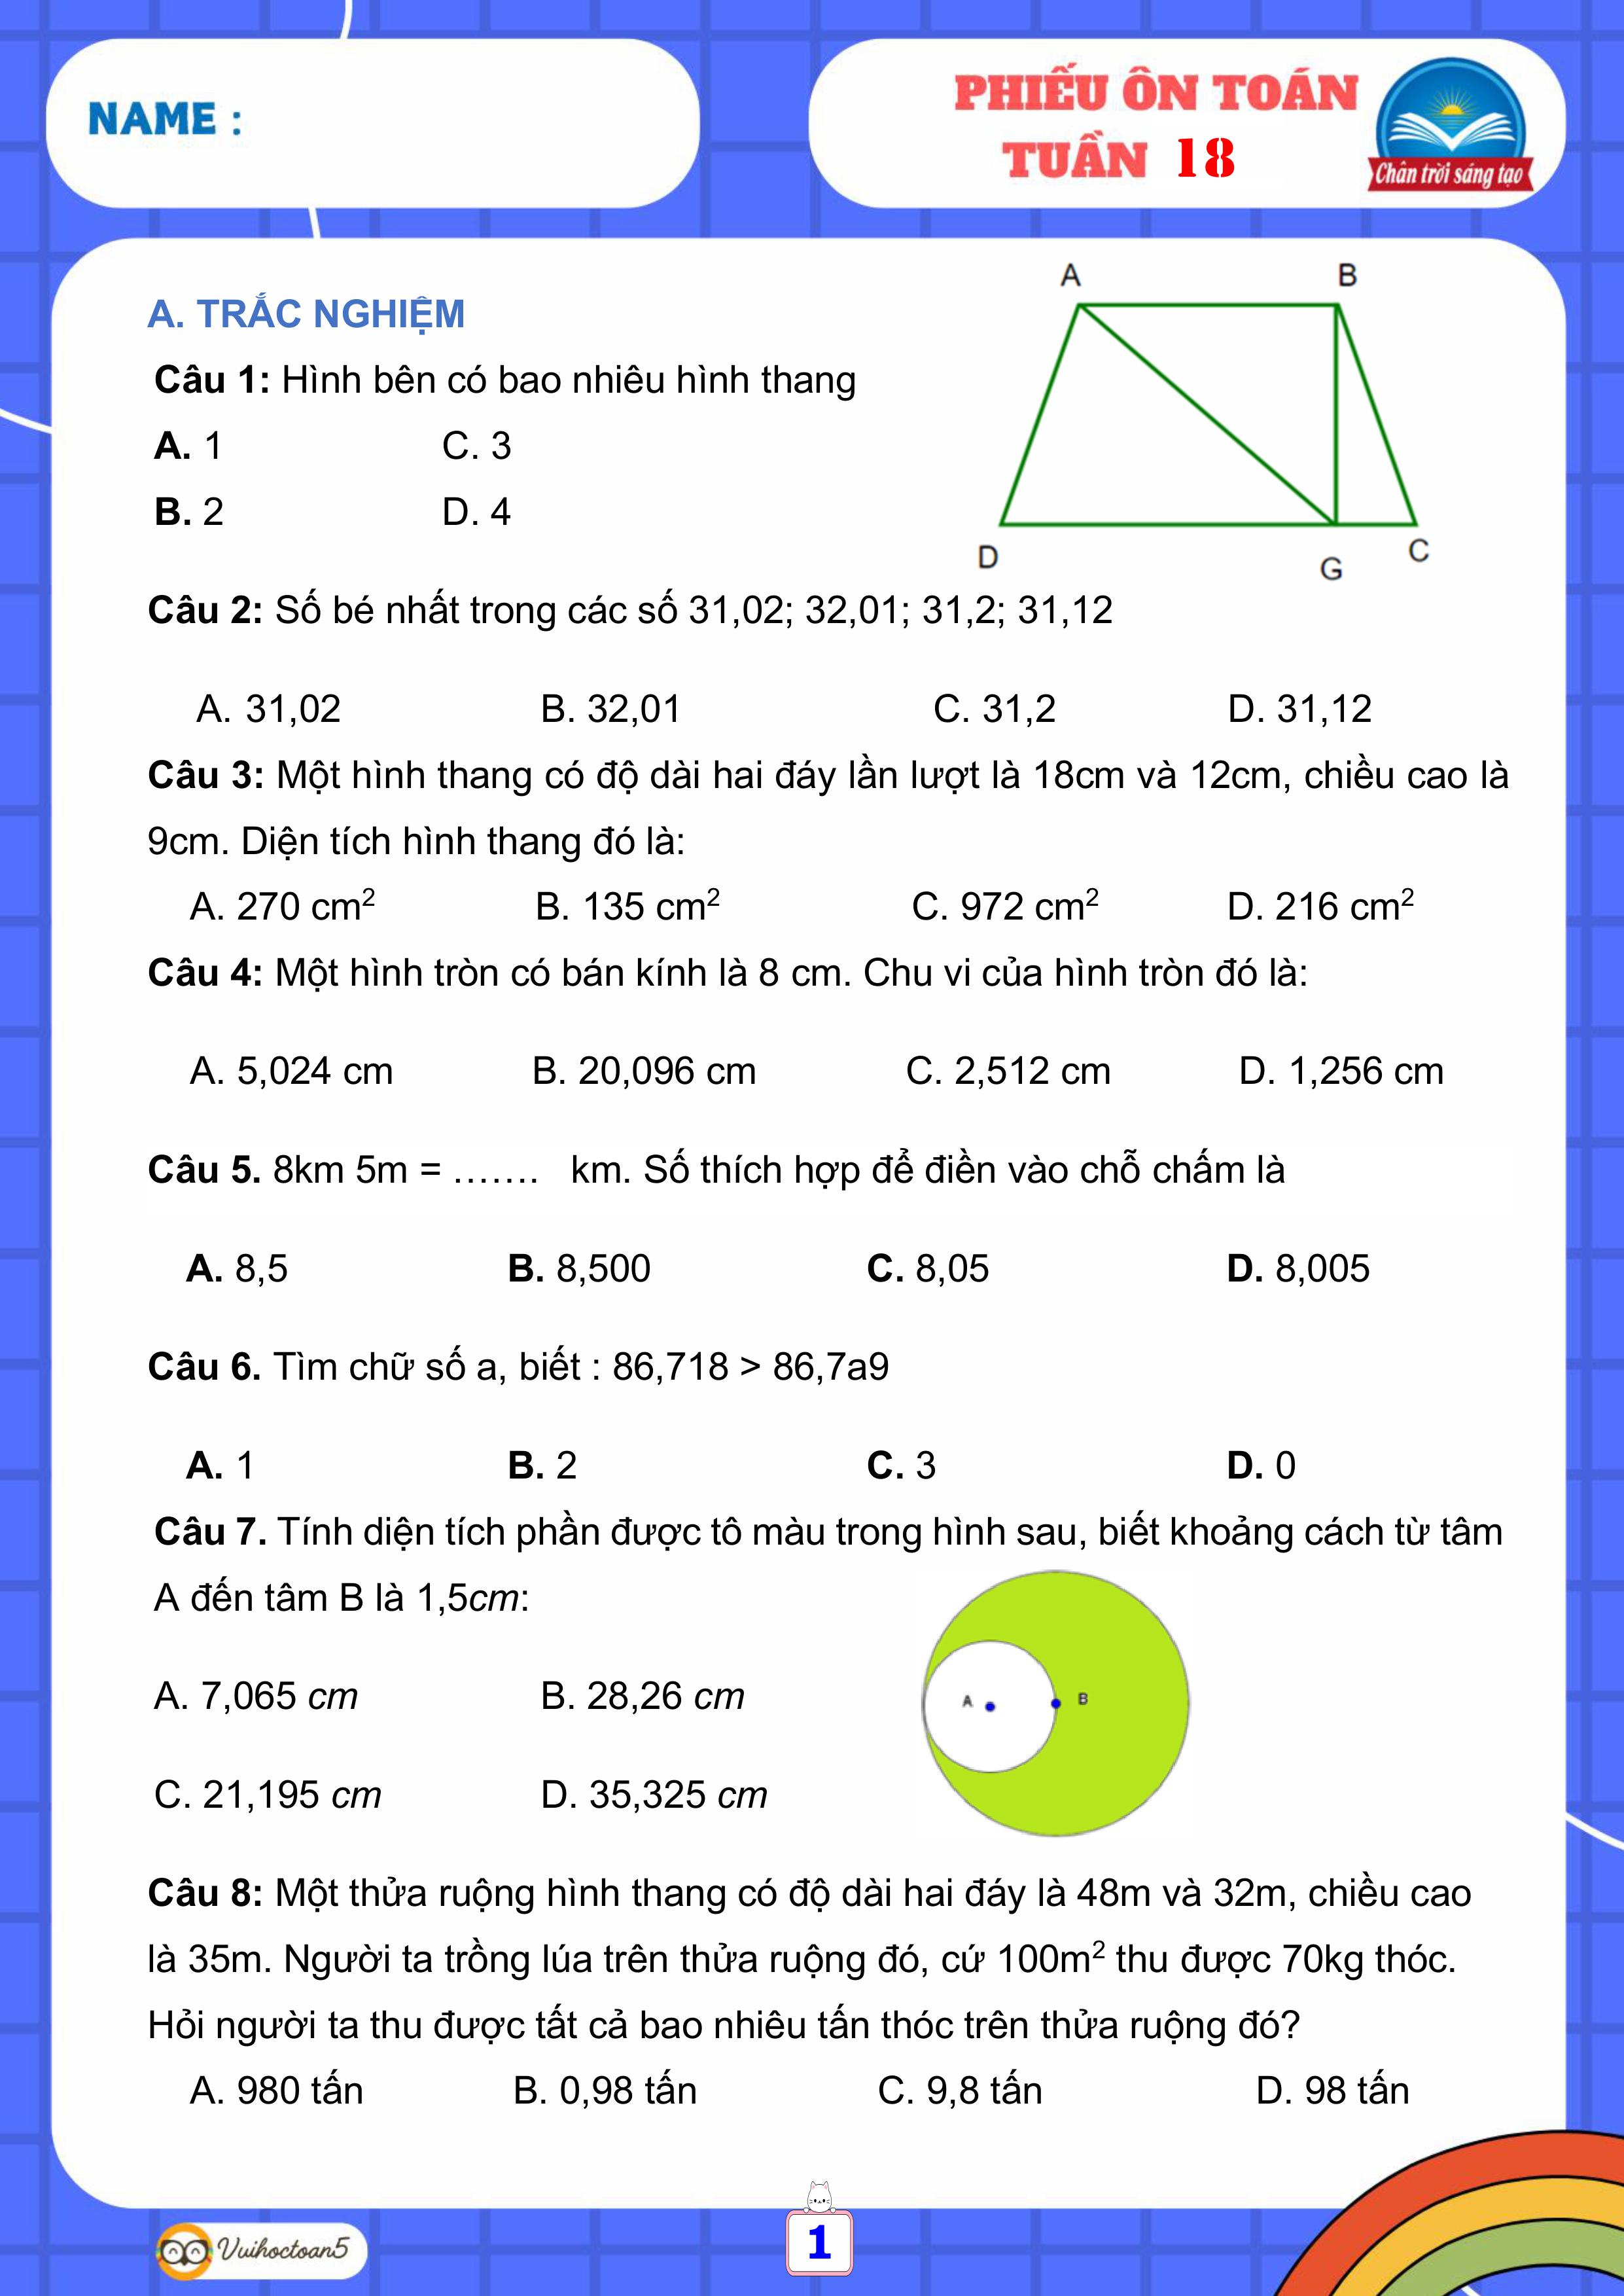 NAME :
PHIẾU ÔN TOÁN
TUẦN 18
Chân trời sáng tạo
A. TRẮC NGHIỆM
Câu 1: Hình bên có bao nhiêu hình thang
A. 1 C. 3
B. 2 D. 4
A B
D G C
Câu 2: Số bé nhất trong các số 31,02; 32,01; 31,2; 31,12
A. 31,02 B. 32,01 C. 31,2 D. 31,12
Câu 3: Một hình thang có độ dài hai đáy lần lượt là 18cm và 12cm, chiều cao là
9cm. Diện tích hình thang đó là:
A. 270 cm² B. 135 cm² C. 972 cm² D. 216 cm²
Câu 4: Một hình tròn có bán kính là 8 cm. Chu vi của hình tròn đó là:
A. 5,024 cm B. 20,096 cm C. 2,512 cm D. 1,256 cm
Câu 5. 8km 5m = ....... km. Số thích hợp để điền vào chỗ chấm là
A. 8,5 B. 8,500 C. 8,05 D. 8,005
Câu 6. Tìm chữ số a, biết : 86,718 > 86,7a9
A. 1 B. 2 C. 3 D. 0
Câu 7. Tính diện tích phần được tô màu trong hình sau, biết khoảng cách từ tâm
A đến tâm B là 1,5cm:
A. 7,065 cm B. 28,26 cm
A B
C. 21,195 cm D. 35,325 cm
Câu 8: Một thửa ruộng hình thang có độ dài hai đáy là 48m và 32m, chiều cao
là 35m. Người ta trồng lúa trên thửa ruộng đó, cứ 100m² thu được 70kg thóc.
Hỏi người ta thu được tất cả bao nhiêu tấn thóc trên thửa ruộng đó?
A. 980 tấn B. 0,98 tấn C. 9,8 tấn D. 98 tấn
Vuihoctoan5
1